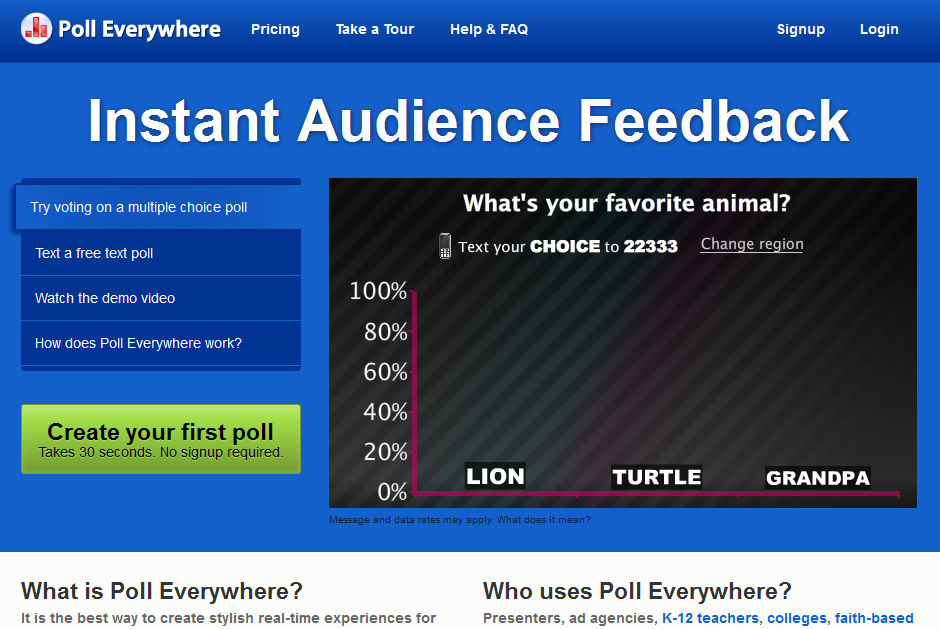 Poll Everywhere Pricing Take a Tour Help & FAQ Signup Login
Instant Audience Feedback
Try voting on a multiple choice poll
Text a free text poll
Watch the demo video
How does Poll Everywhere work?
Create your first poll
Takes 30 seconds. No signup required.
What's your favorite animal?
Text your CHOICE to 22333 Change region
100%
80%
60%
40%
20%
0%
LION TURTLE GRANDPA
Message and data rates may apply. What does it mean?
What is Poll Everywhere?
It is the best way to create stylish real-time experiences for
Who uses Poll Everywhere?
Presenters, ad agencies, K-12 teachers, colleges, faith-based